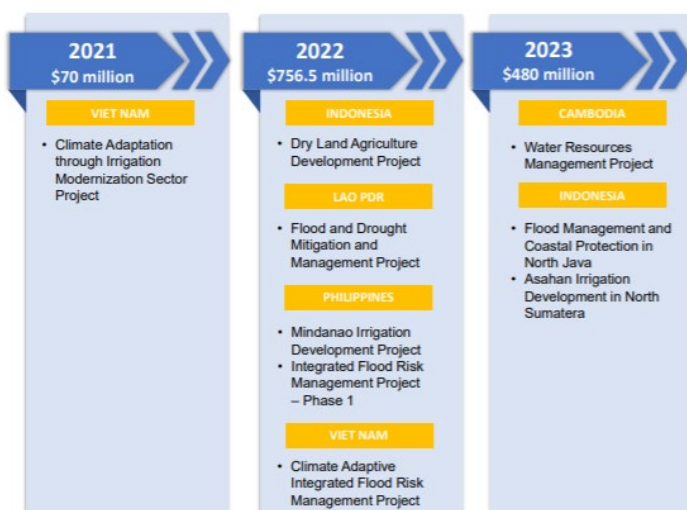 2021
$70 million
VIET NAM
• Climate Adaptation
through Irrigation
Modernization Sector
Project
2022
$756.5 million
INDONESIA
• Dry Land Agriculture
Development Project
LAO PDR
• Flood and Drought
Mitigation and
Management Project
PHILIPPINES
• Mindanao Irrigation
Development Project
• Integrated Flood Risk
Management Project
– Phase 1
VIET NAM
• Climate Adaptive
Integrated Flood Risk
Management Project
2023
$480 million
CAMBODIA
• Water Resources
Management Project
INDONESIA
• Flood Management and
Coastal Protection in
North Java
• Asahan Irrigation
Development in North
Sumatera